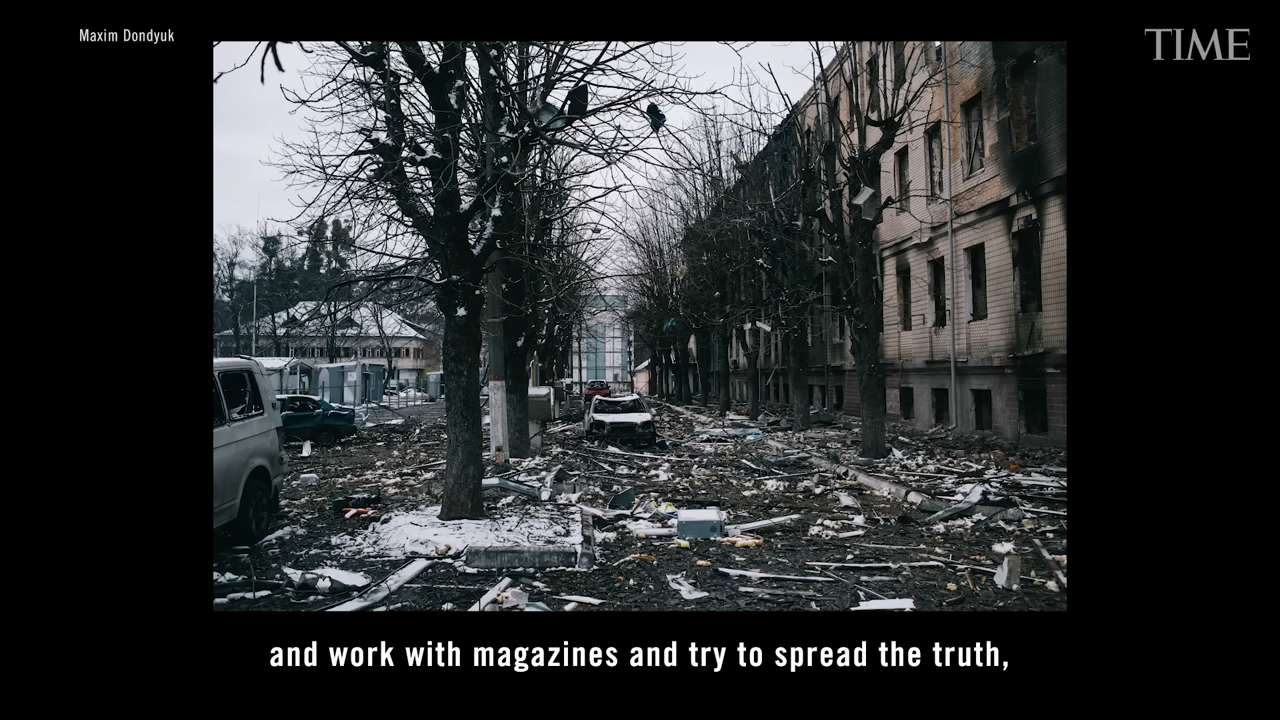 Maxim Dondyuk
TIME
and work with magazines and try to spread the truth,